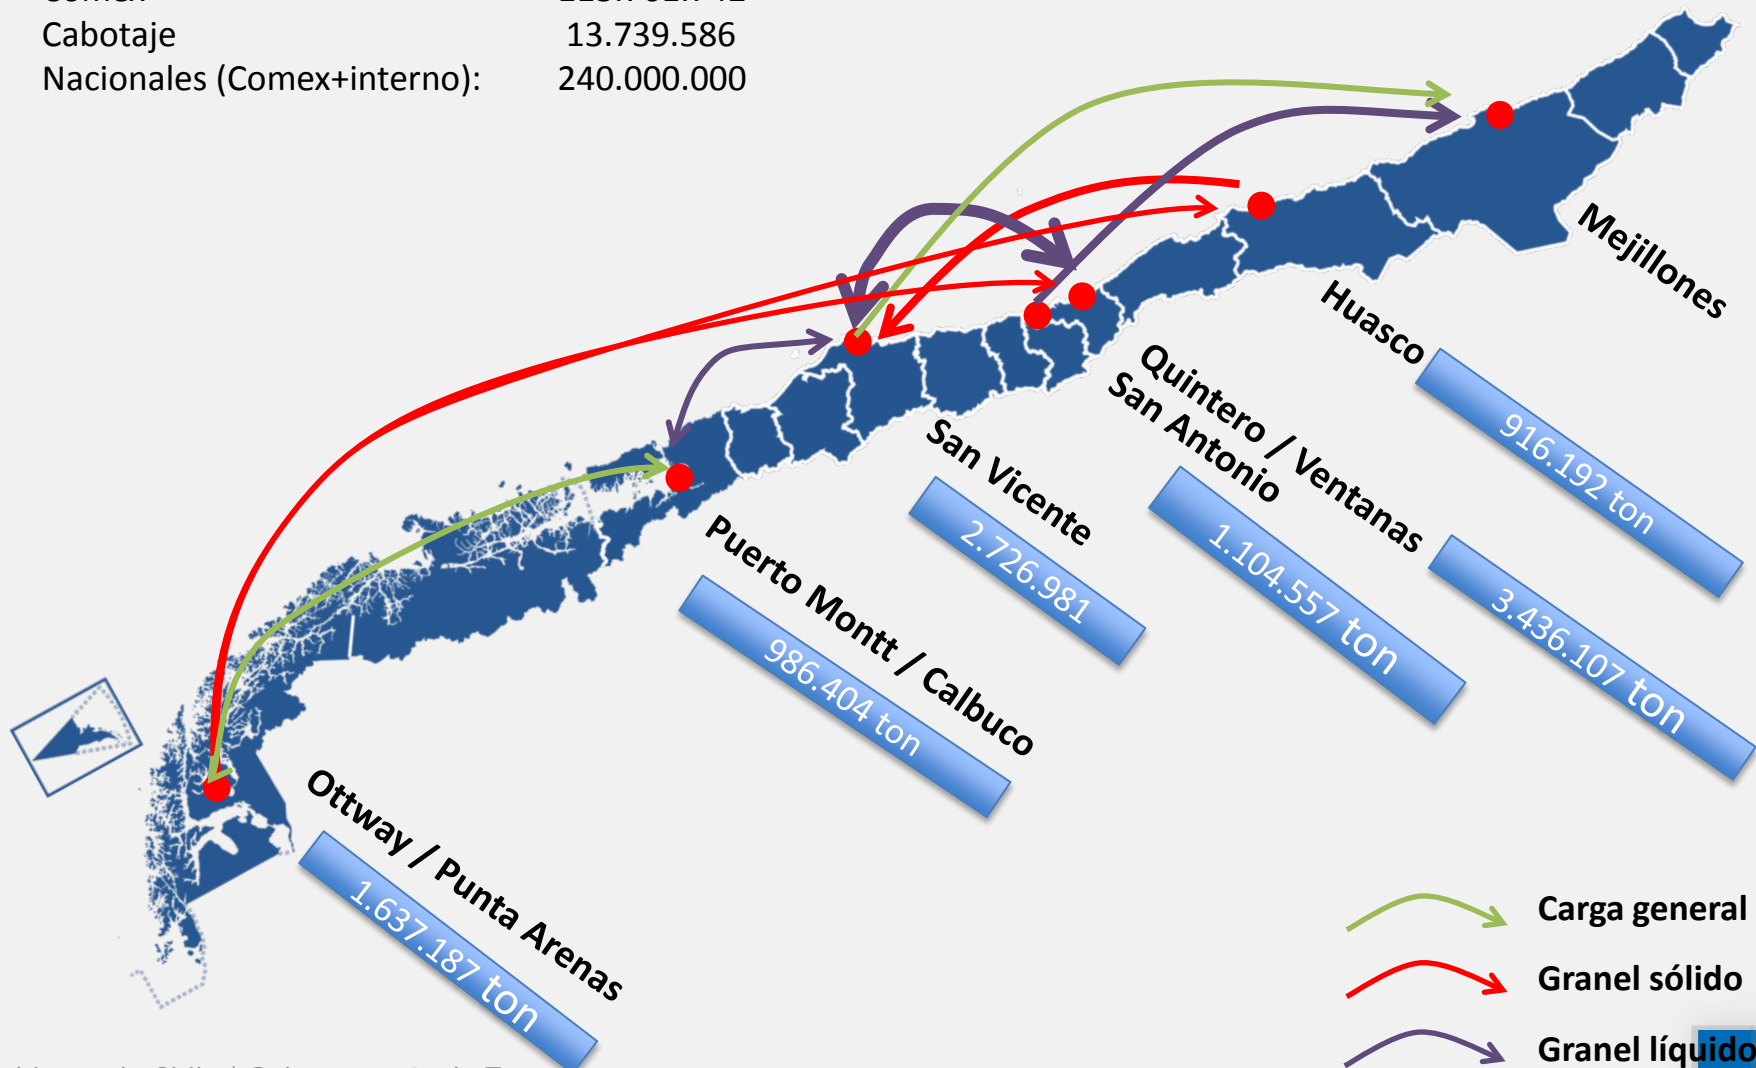 Cabotaje 13.739.586
Nacionales (Comex+interno): 240.000.000
Mejillones
Huasco
916.192 ton
Quintero / Ventanas
San Antonio
3.436.107 ton
1.104.557 ton
San Vicente
2.726.981
Puerto Montt / Calbuco
986.404 ton
Ottway / Punta Arenas
1.637.187 ton
Carga general
Granel sólido
Granel líquido